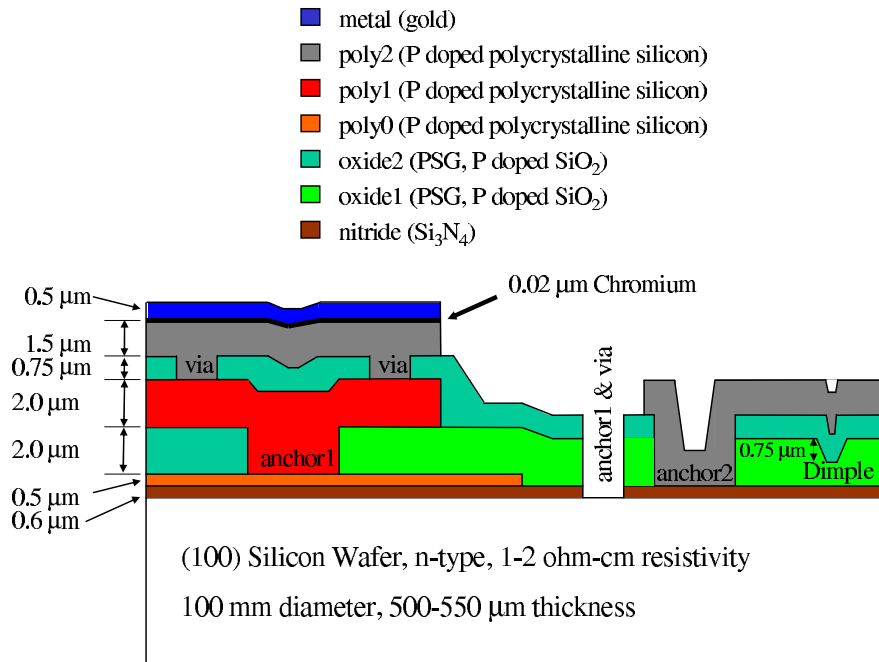 metal (gold)
poly2 (P doped polycrystalline silicon)
poly1 (P doped polycrystalline silicon)
poly0 (P doped polycrystalline silicon)
oxide2 (PSG, P doped SiO₂)
oxide1 (PSG, P doped SiO₂)
nitride (Si₃N₄)
0.02 μm Chromium
0.5 μm
1.5 μm
0.75 μm
2.0 μm
2.0 μm
0.5 μm
0.6 μm
via
via
anchor1
anchor1 & via
anchor2
0.75 μm
Dimple
(100) Silicon Wafer, n-type, 1-2 ohm-cm resistivity
100 mm diameter, 500-550 μm thickness